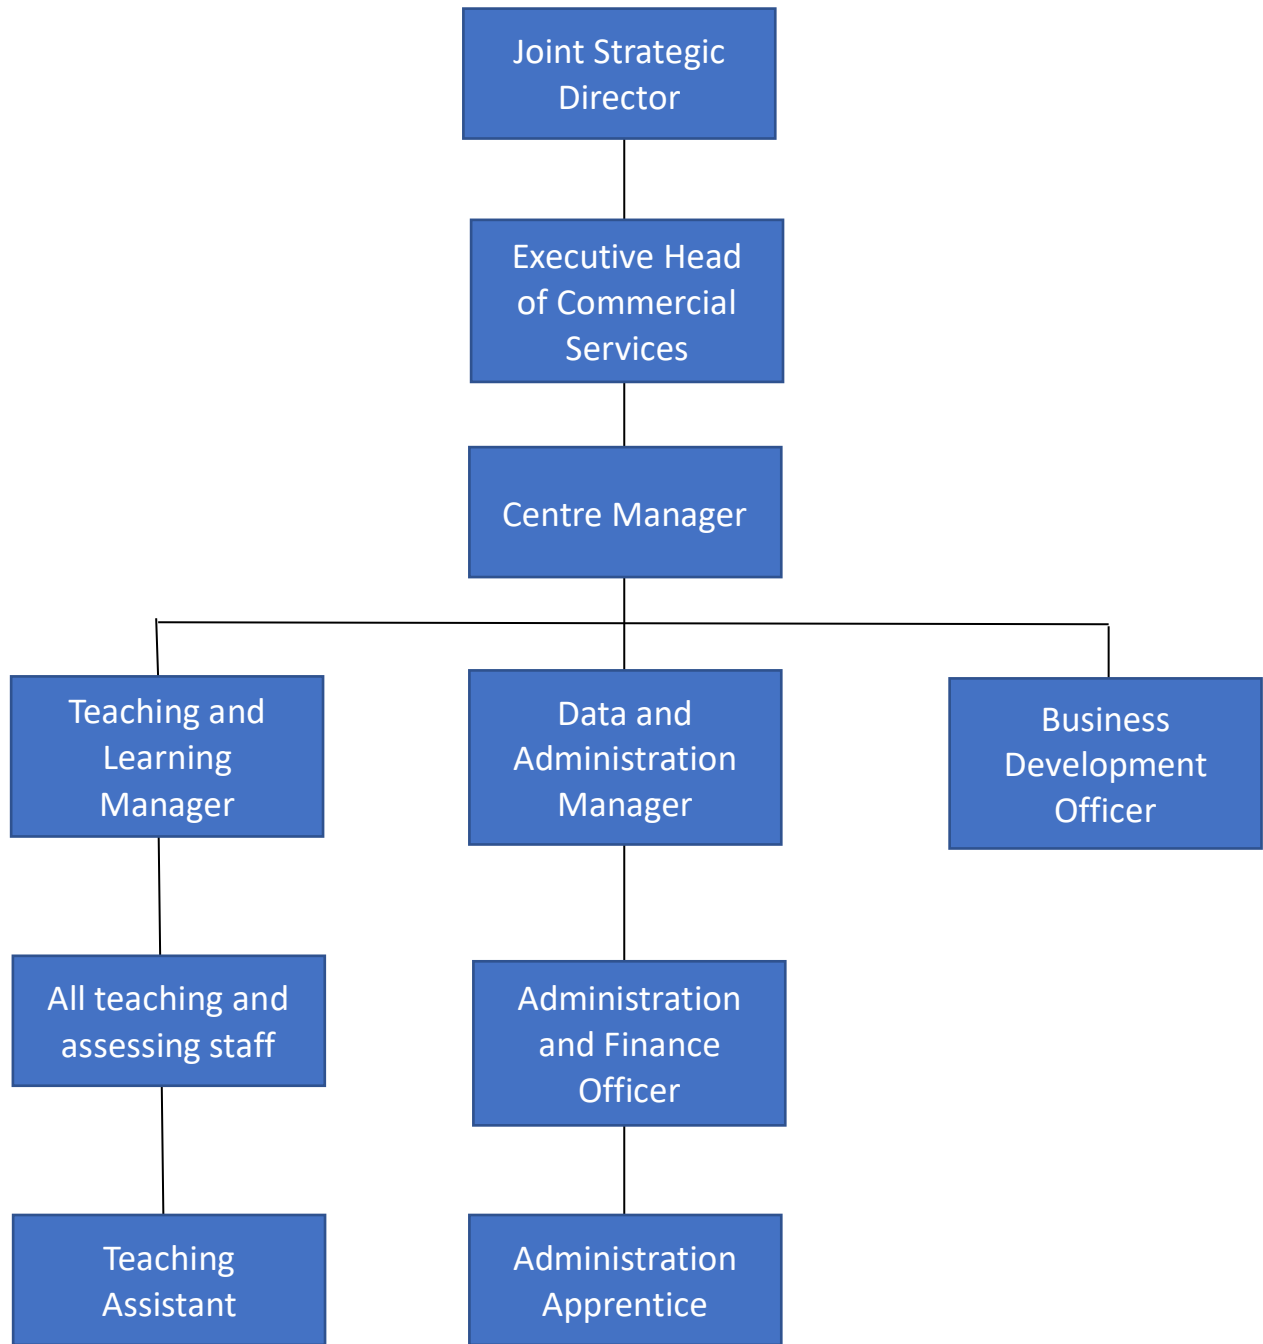 Joint Strategic
Director
Executive Head
of Commercial
Services
Centre Manager
Teaching and
Learning
Manager
Data and
Administration
Manager
Business
Development
Officer
All teaching and
assessing staff
Administration
and Finance
Officer
Teaching
Assistant
Administration
Apprentice